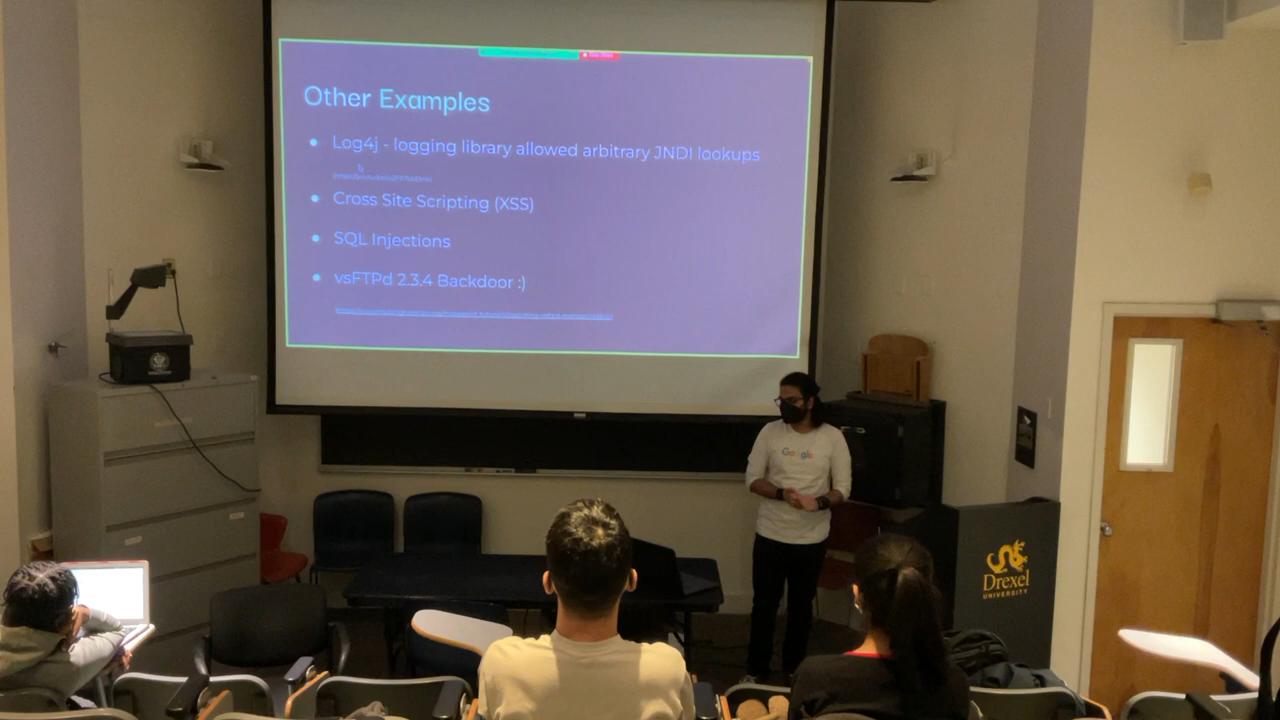 Other Examples
• Log4j - logging library allowed arbitrary JNDI lookups
• Cross Site Scripting (XSS)
• SQL Injections
• vsFTPd 2.3.4 Backdoor :)
Google
Drexel
UNIVERSITY